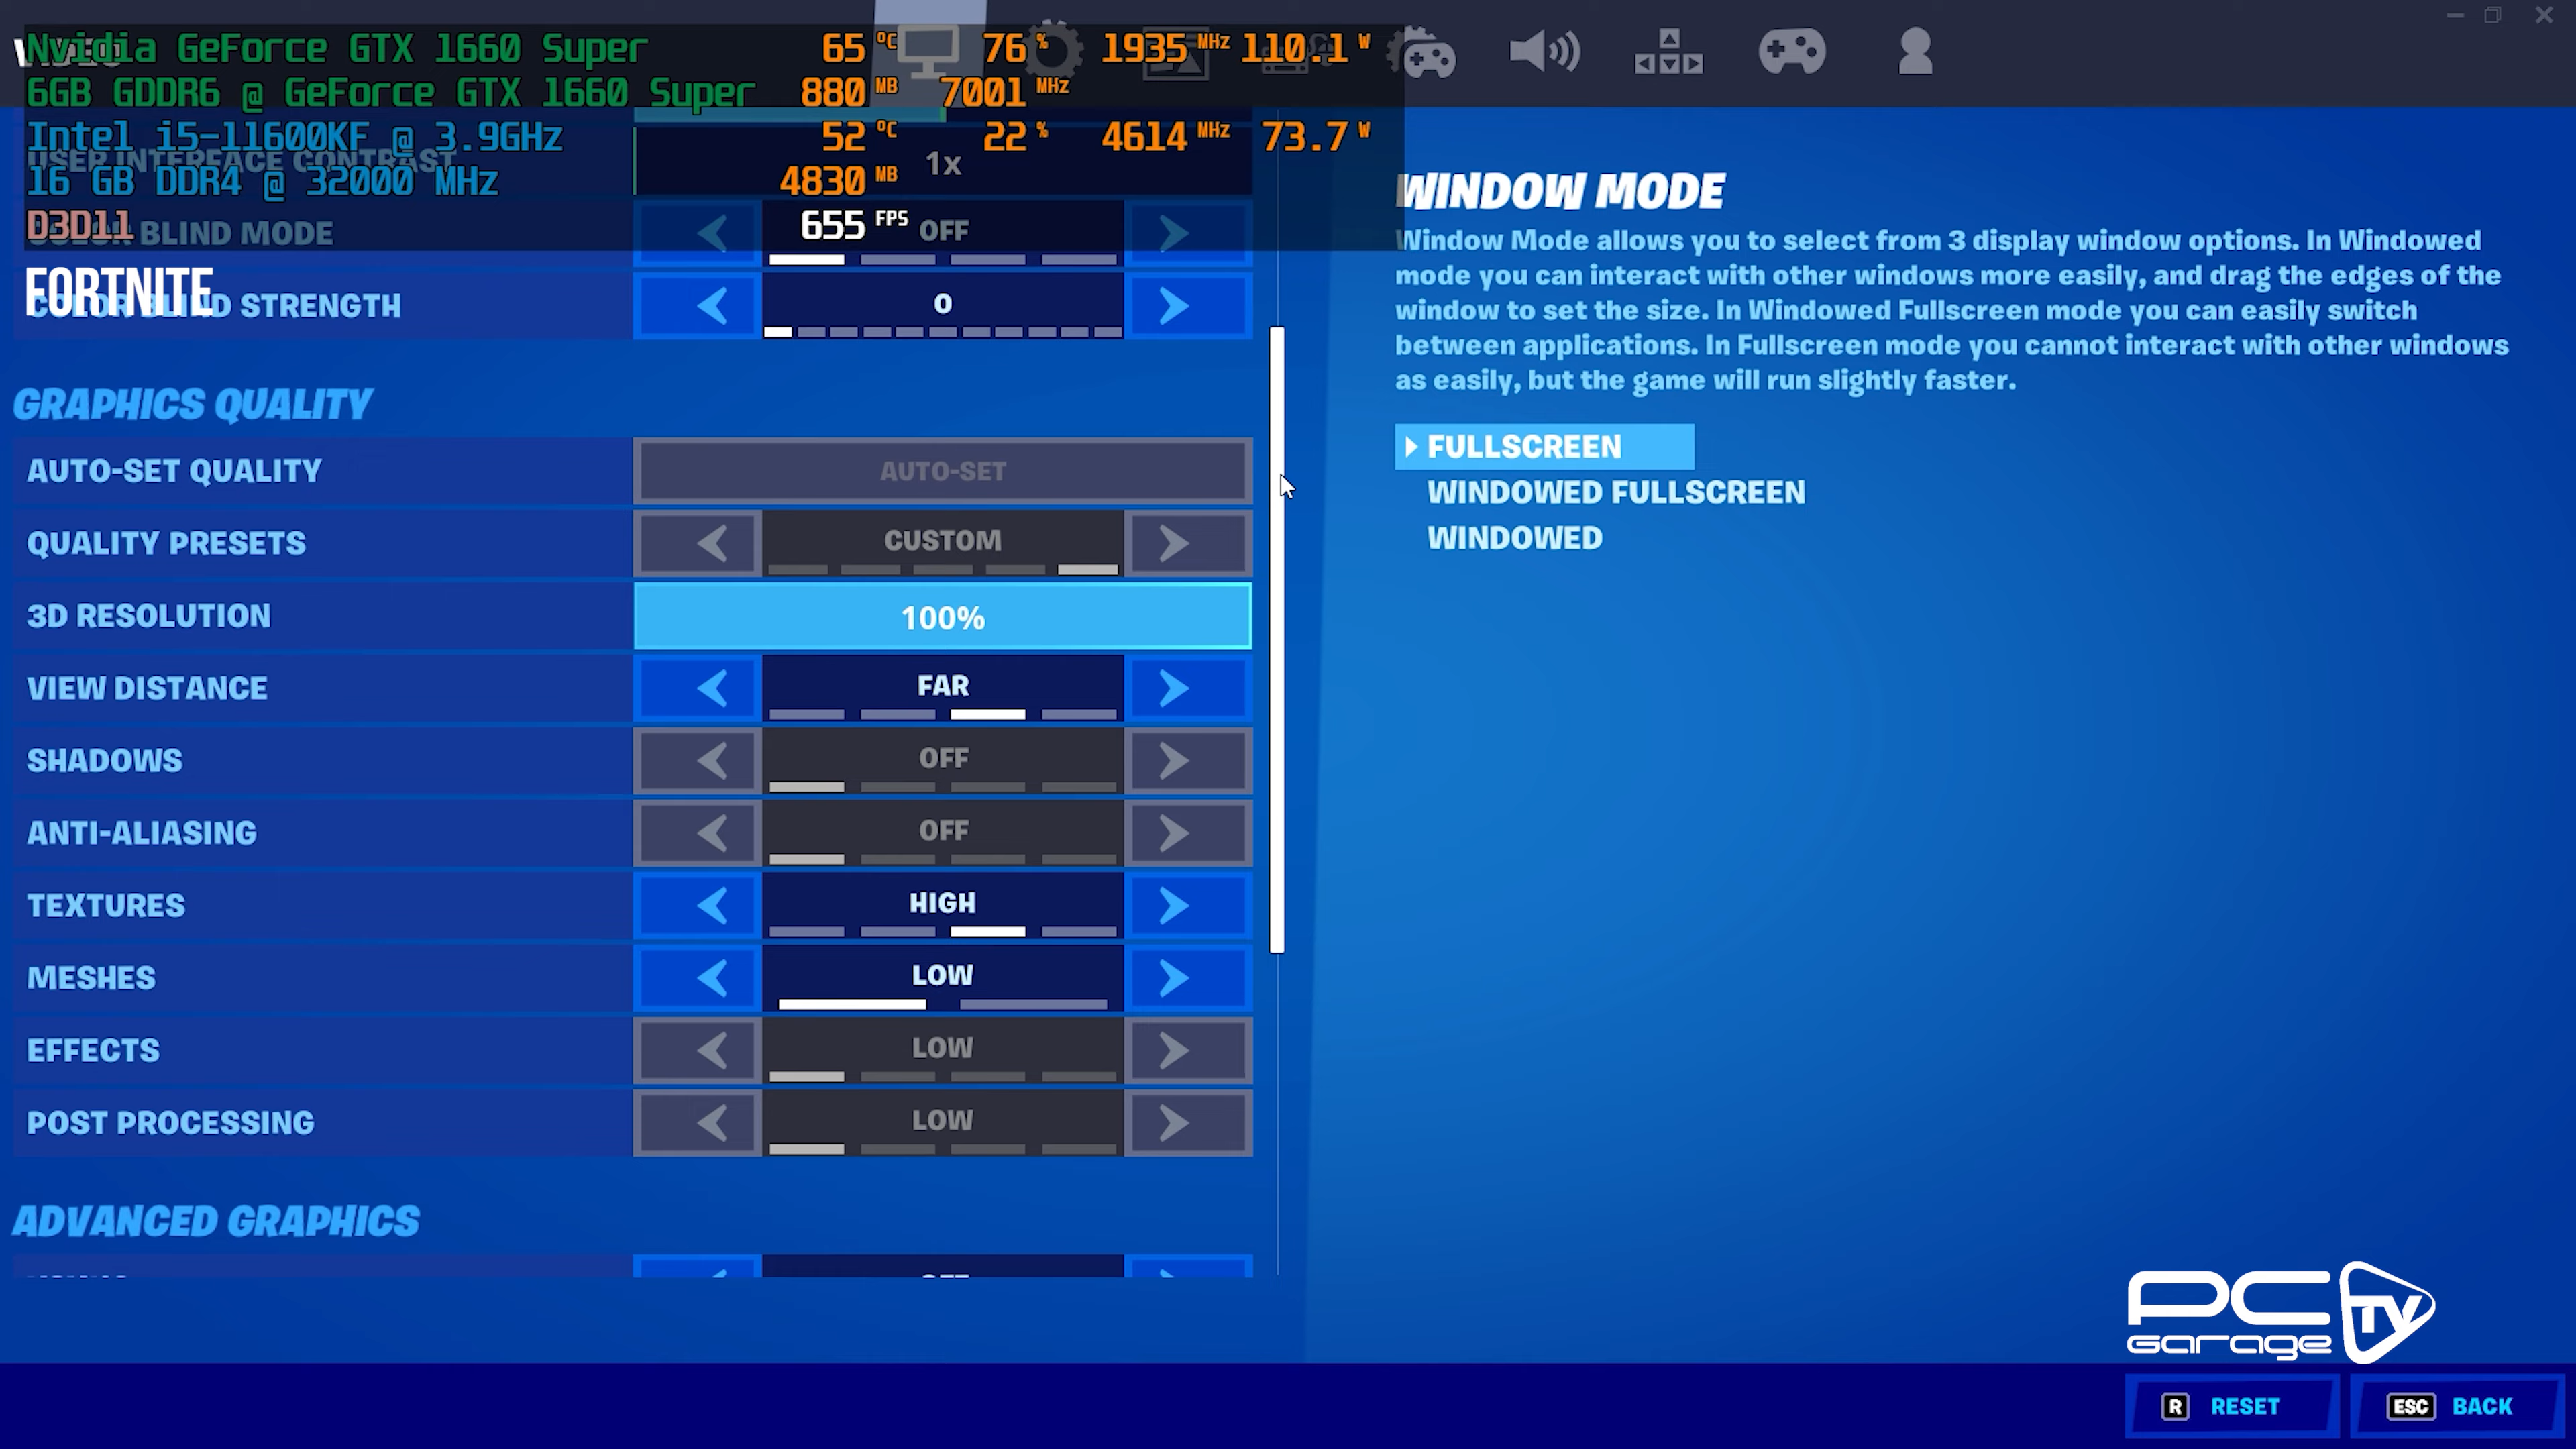 Nvidia GeForce GTX 1660 Super 65 °C 76 % 1935 MHz 110.1 W
6GB GDDR6 @ GeForce GTX 1660 Super 880 MB 7001 MHz
Intel i5-11600KF @ 3.9GHz 52 °C 22 % 4614 MHz 73.7 W
USER INTERFACE CONTRAST 1x
16 GB DDR4 @ 32000 MHz 4830 MB
D3D11 655 FPS
COLOR BLIND MODE OFF
FORTNITE
COLOR BLIND STRENGTH 0
GRAPHICS QUALITY
AUTO-SET QUALITY AUTO-SET
QUALITY PRESETS CUSTOM
3D RESOLUTION 100%
VIEW DISTANCE FAR
SHADOWS OFF
ANTI-ALIASING OFF
TEXTURES HIGH
MESHES LOW
EFFECTS LOW
POST PROCESSING LOW
ADVANCED GRAPHICS
WINDOW MODE
Window Mode allows you to select from 3 display window options. In Windowed
mode you can interact with other windows more easily, and drag the edges of the
window to set the size. In Windowed Fullscreen mode you can easily switch
between applications. In Fullscreen mode you cannot interact with other windows
as easily, but the game will run slightly faster.
FULLSCREEN
WINDOWED FULLSCREEN
WINDOWED
PC Garage TV
R RESET
ESC BACK